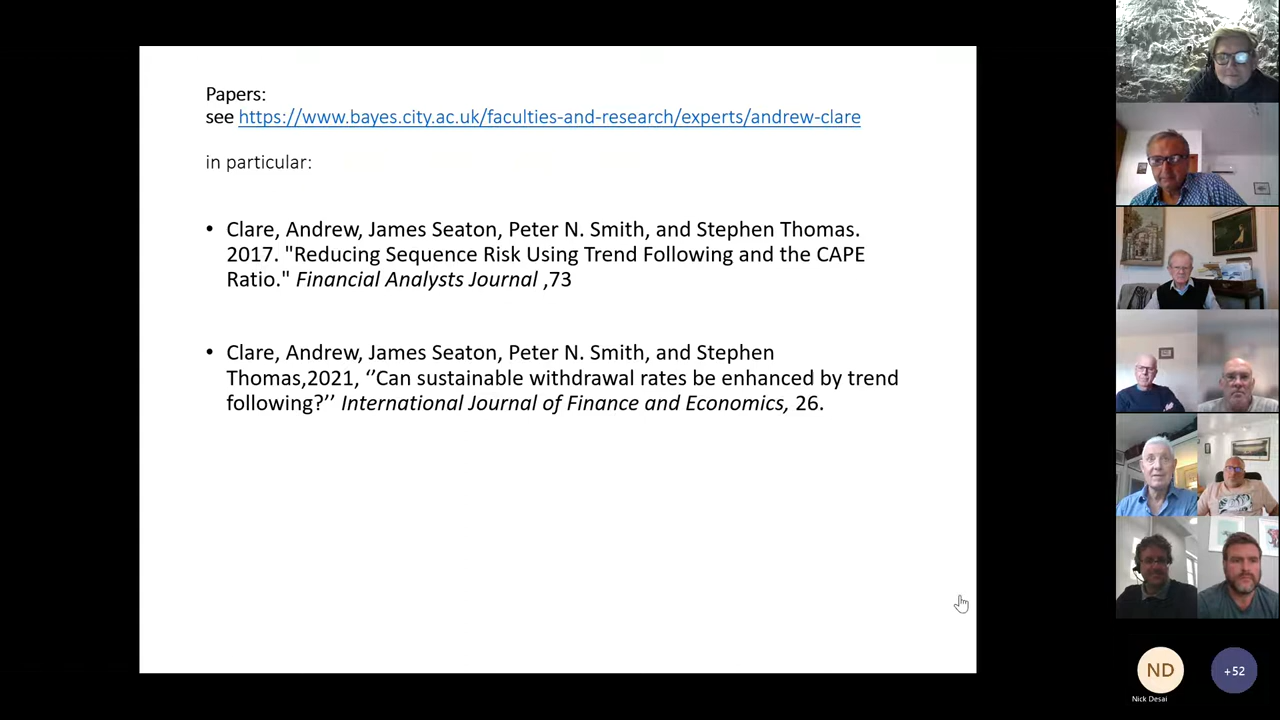 Papers:
see https://www.bayes.city.ac.uk/faculties-and-research/experts/andrew-clare
in particular:
• Clare, Andrew, James Seaton, Peter N. Smith, and Stephen Thomas.
2017. "Reducing Sequence Risk Using Trend Following and the CAPE
Ratio." Financial Analysts Journal ,73
• Clare, Andrew, James Seaton, Peter N. Smith, and Stephen
Thomas,2021, ‘’Can sustainable withdrawal rates be enhanced by trend
following?’’ International Journal of Finance and Economics, 26.
ND
+52
Nick Desai